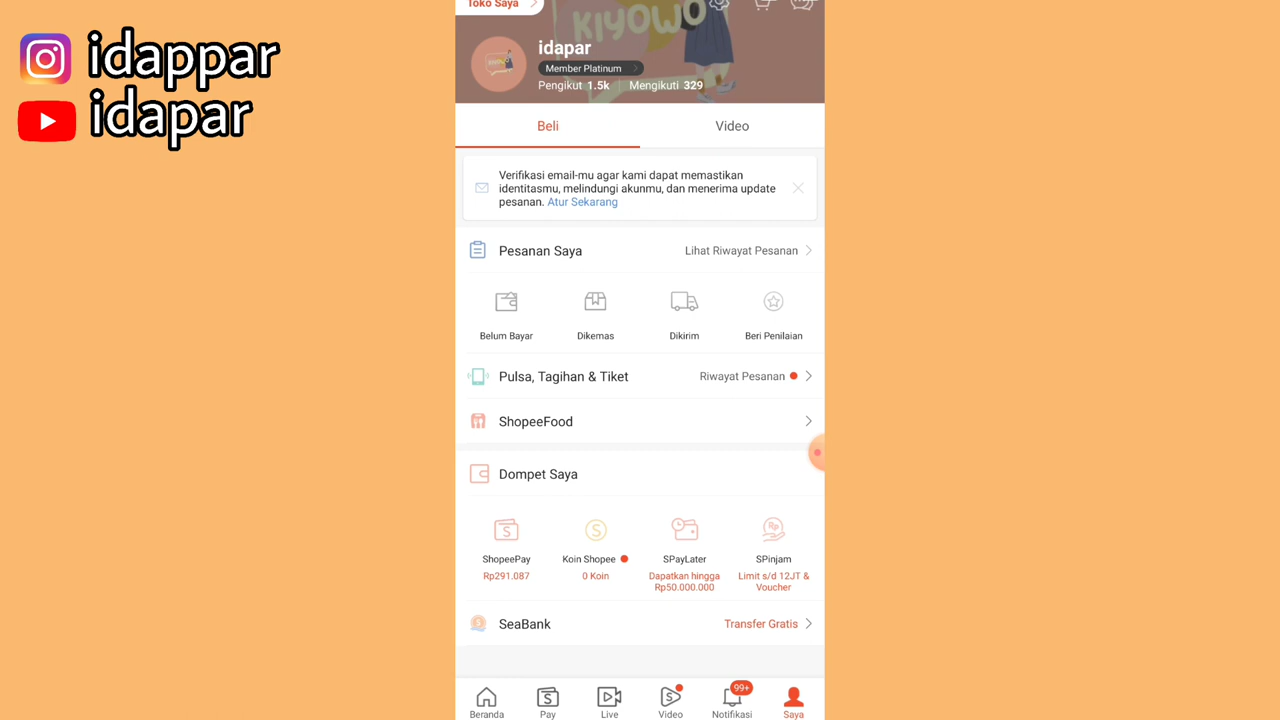 idappar
idapar
Toko Saya
KIYOWO
idapar
Member Platinum
Pengikut 1.5k Mengikuti 329
Beli
Video
Verifikasi email-mu agar kami dapat memastikan
identitasmu, melindungi akunmu, dan menerima update
pesanan. Atur Sekarang
Pesanan Saya
Lihat Riwayat Pesanan
Belum Bayar
Dikemas
Dikirim
Beri Penilaian
Pulsa, Tagihan & Tiket
Riwayat Pesanan
ShopeeFood
Dompet Saya
ShopeePay
Rp291.087
Koin Shopee
0 Koin
SPayLater
Dapatkan hingga
Rp50.000.000
SPinjam
Limit s/d 12JT &
Voucher
SeaBank
Transfer Gratis
Beranda
Pay
Live
Video
99+
Notifikasi
Saya